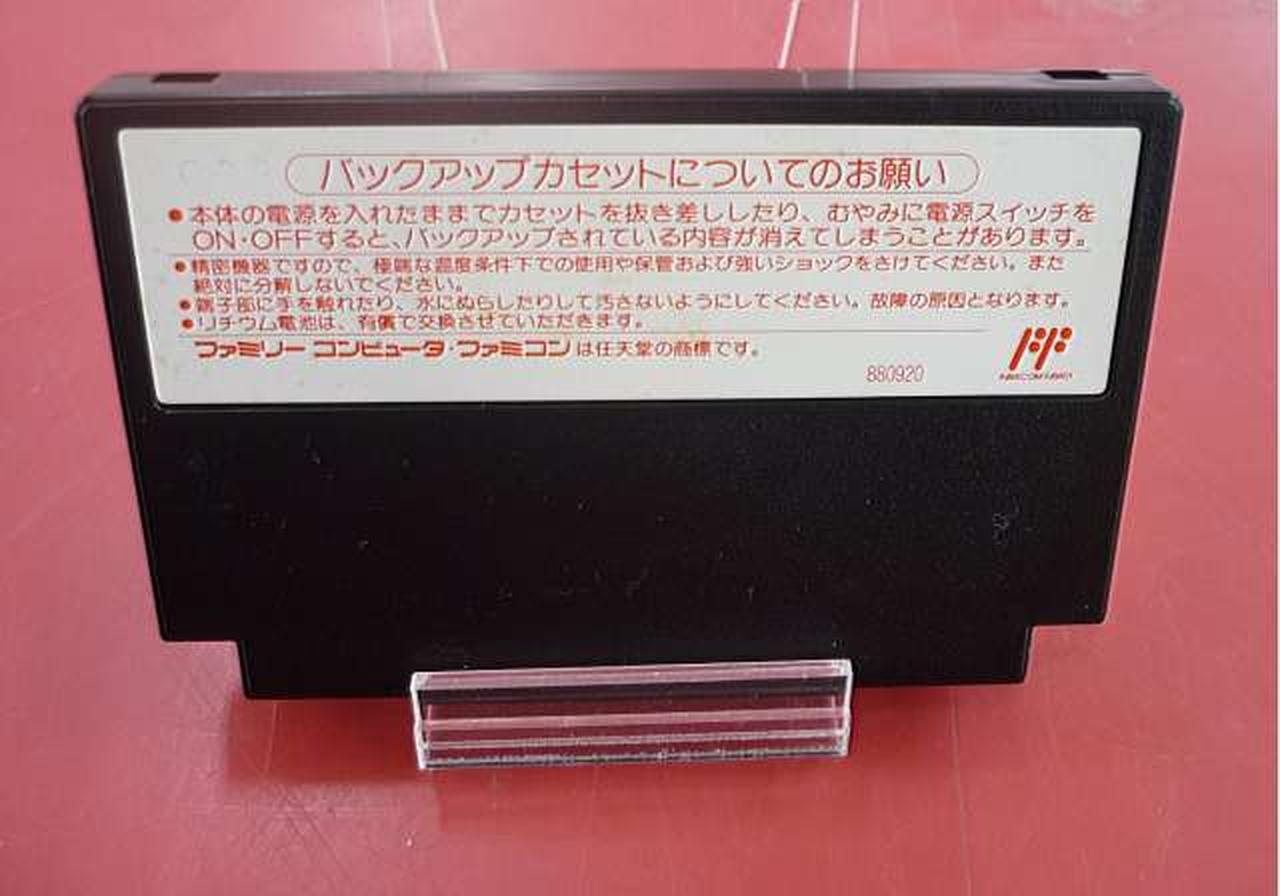 バックアップカセットについてのお願い
●本体の電源を入れたままでカセットを抜き差ししたり、むやみに電源スイッチを
ON・OFFすると、バックアップされている内容が消えてしまうことがあります。
●精密機器ですので、極端な温度条件下での使用や保管および強いショックをさけてください。また
絶対に分解しないでください。
●端子部に手を触れたり、水にぬらしたりして汚さないようにしてください。故障の原因となります。
●リチウム電池は、有償で交換させていただきます。
ファミリーコンピュータ・ファミコンは任天堂の商標です。
880920